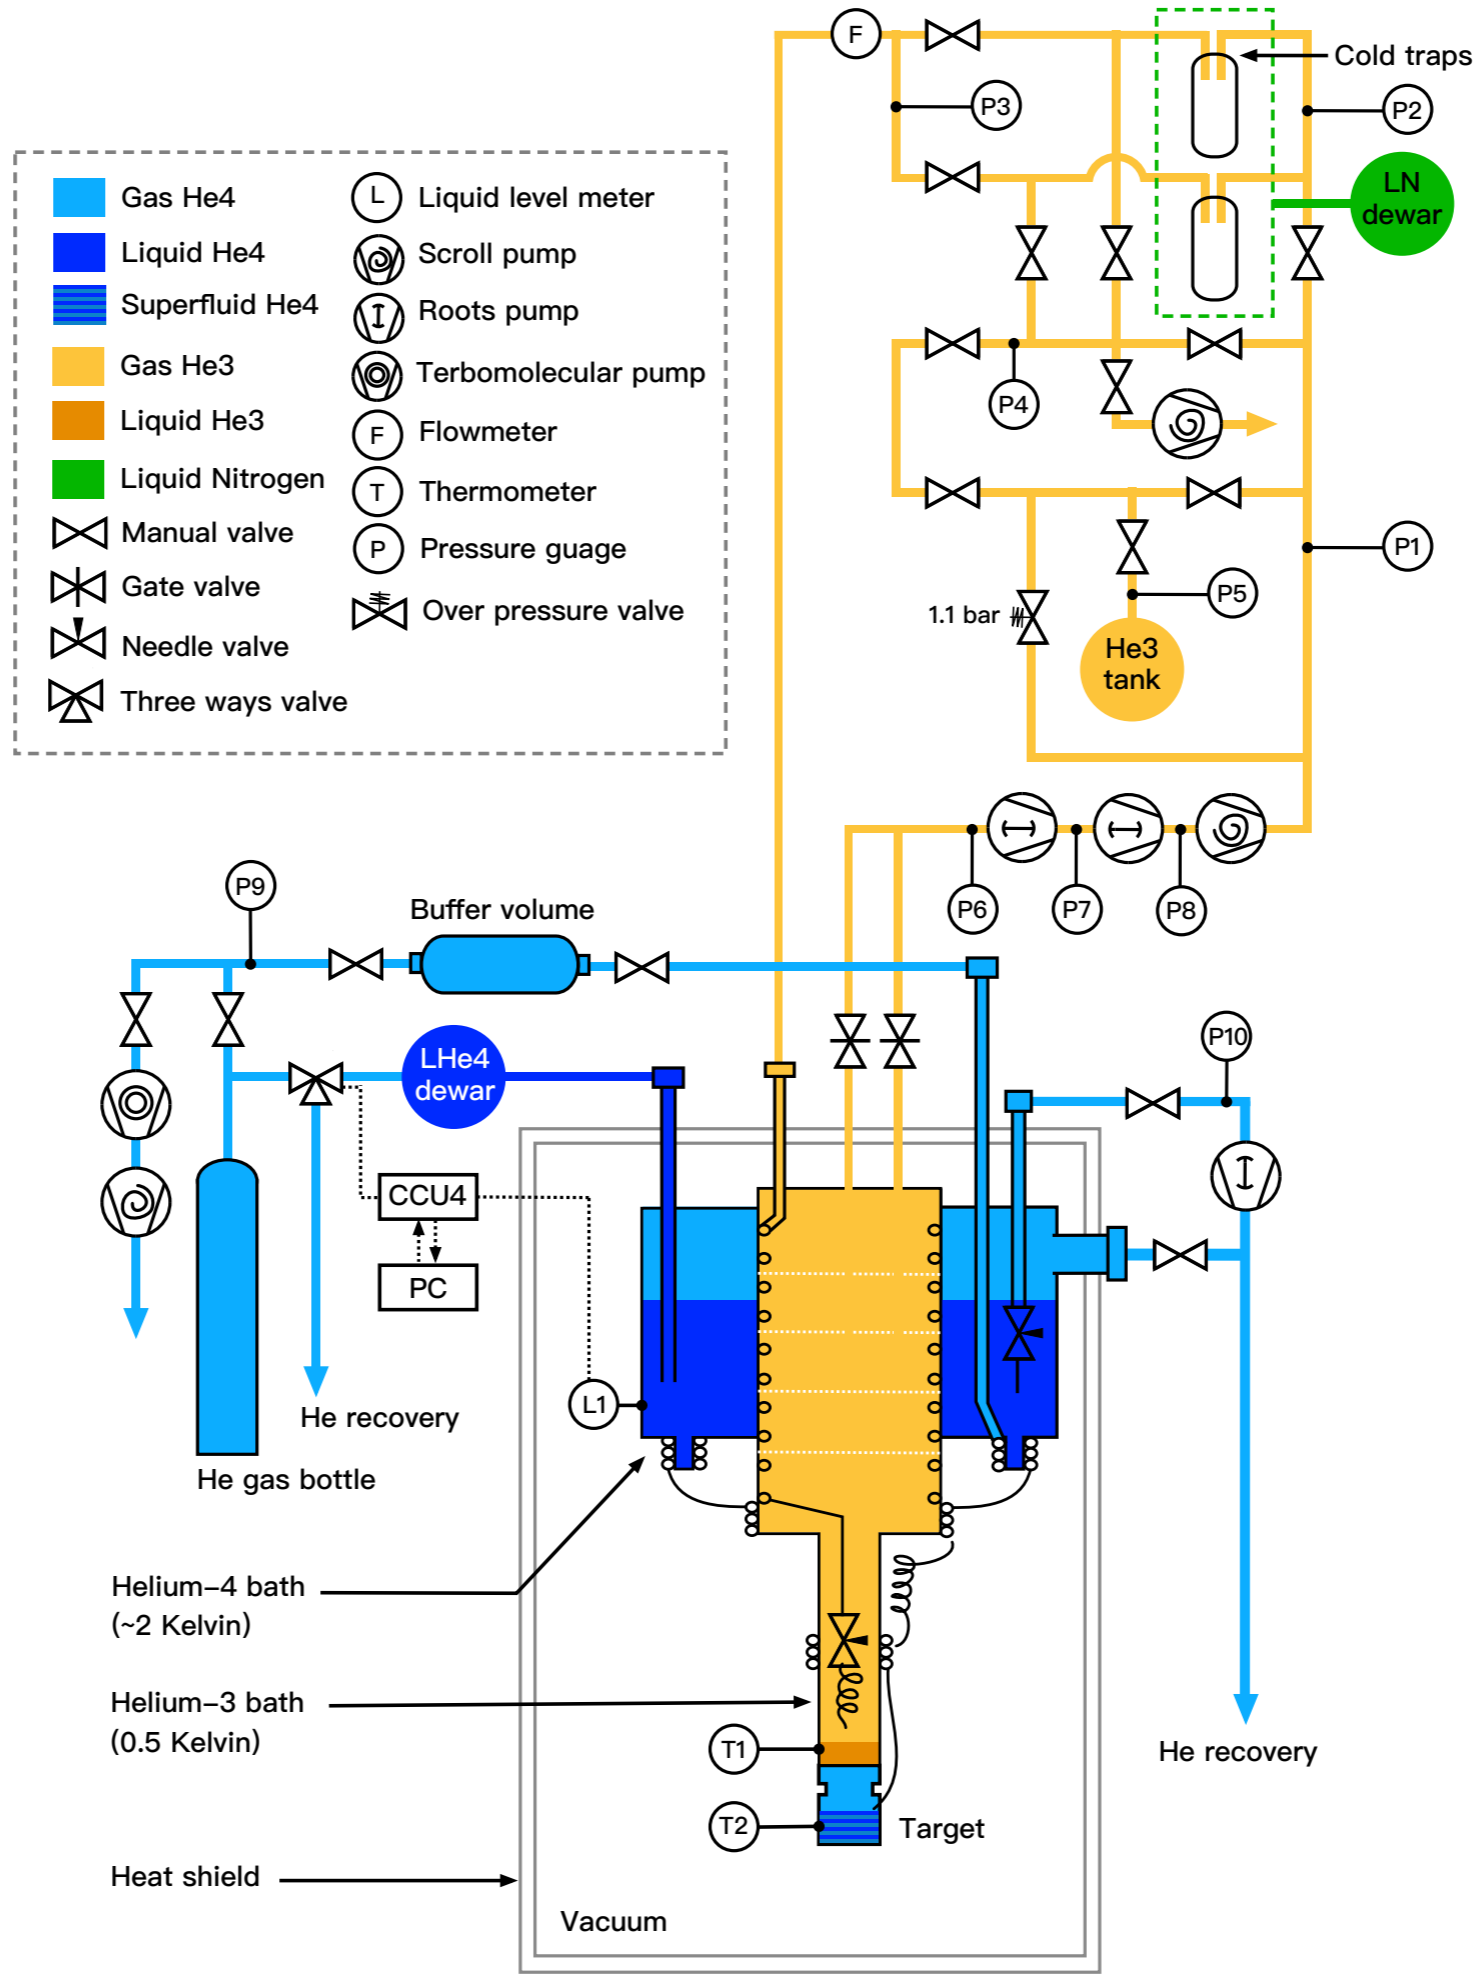 F
Cold traps
P3
P2
LN
dewar
Gas He4
Liquid He4
Superfluid He4
Gas He3
Liquid He3
Liquid Nitrogen
Manual valve
Gate valve
Needle valve
Three ways valve
L
Liquid level meter
Scroll pump
Roots pump
Terbomolecular pump
F
Flowmeter
T
Thermometer
P
Pressure guage
Over pressure valve
P4
P1
P5
1.1 bar
He3
tank
P6
P7
P8
P9
Buffer volume
LHe4
dewar
P10
CCU4
PC
L1
He recovery
He gas bottle
Helium-4 bath
(~2 Kelvin)
Helium-3 bath
(0.5 Kelvin)
He recovery
T1
T2
Target
Heat shield
Vacuum